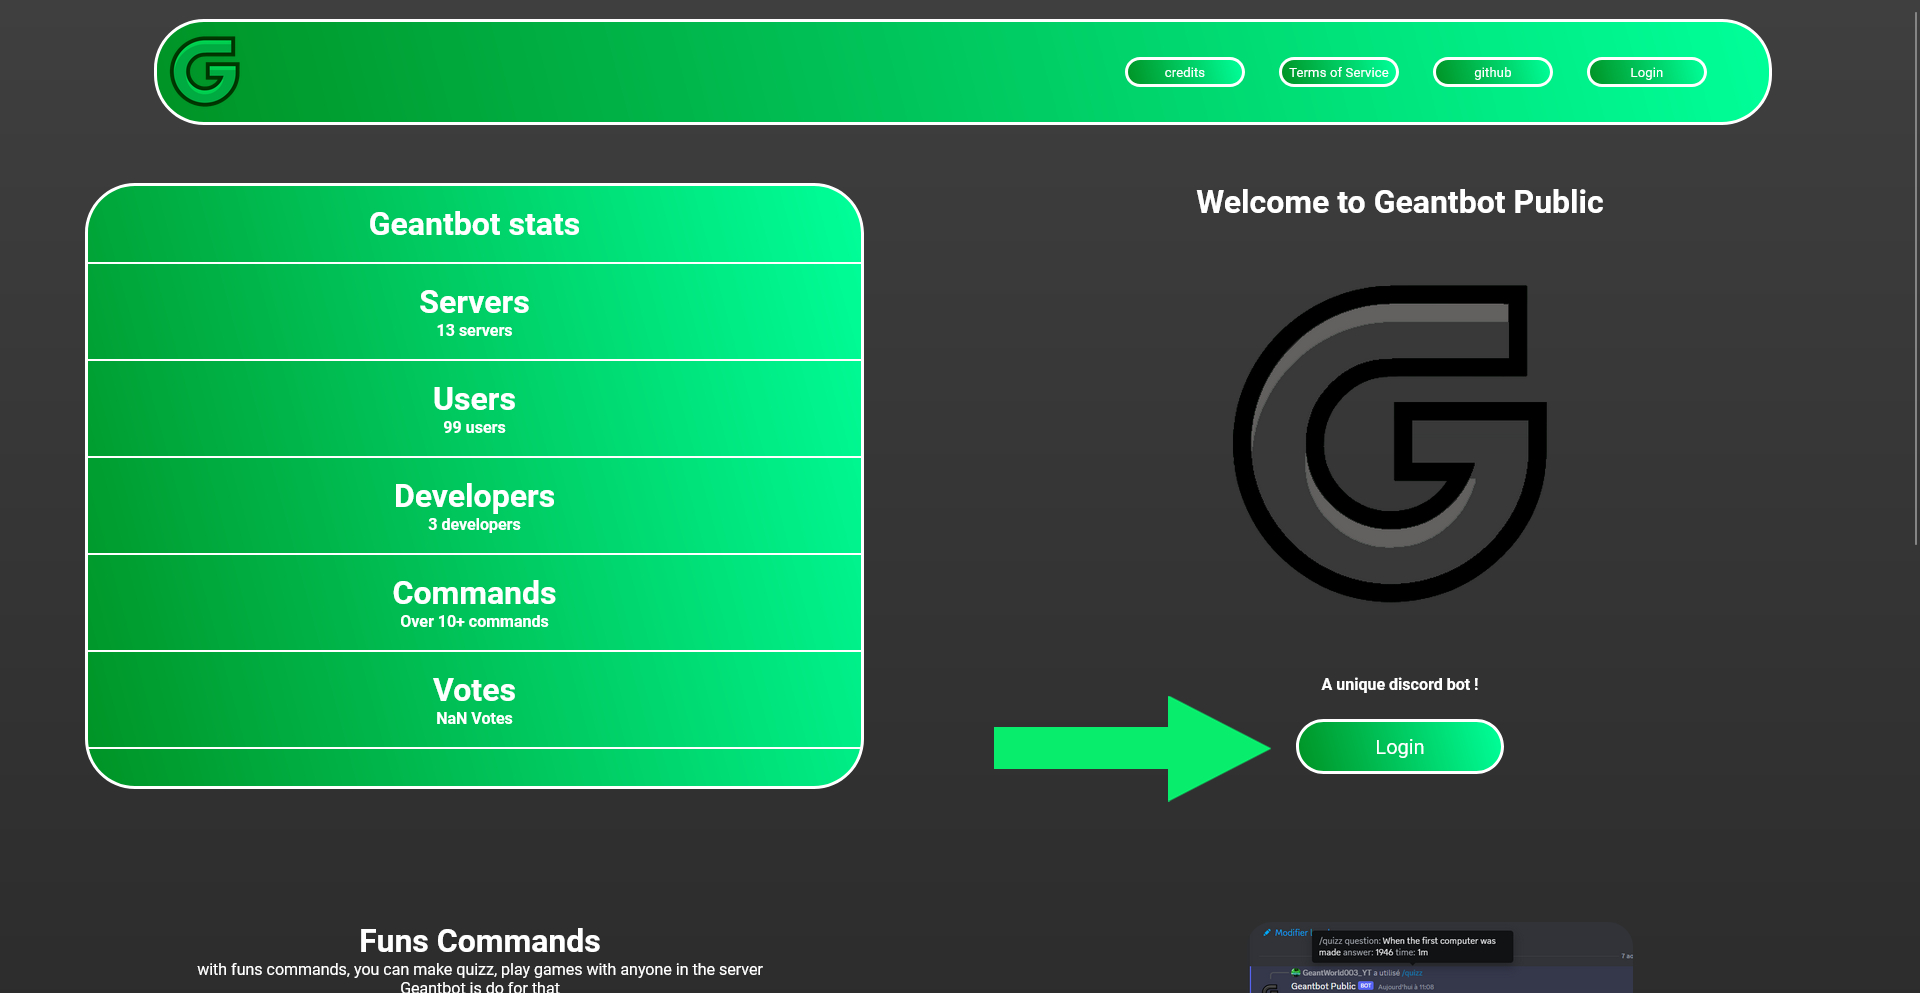 credits
Terms of Service
github
Login
Geantbot stats
Servers
13 servers
Users
99 users
Developers
3 developers
Commands
Over 10+ commands
Votes
NaN Votes
Welcome to Geantbot Public
A unique discord bot !
Login
Funs Commands
with funs commands, you can make quizz, play games with anyone in the server
Geantbot is do for that
Modifier
/quizz question: When the first computer was
made answer: 1946 time: 1m
GeantWorld003_YT a utilisé /quizz
Geantbot Public BOT Aujourd'hui à 11:08